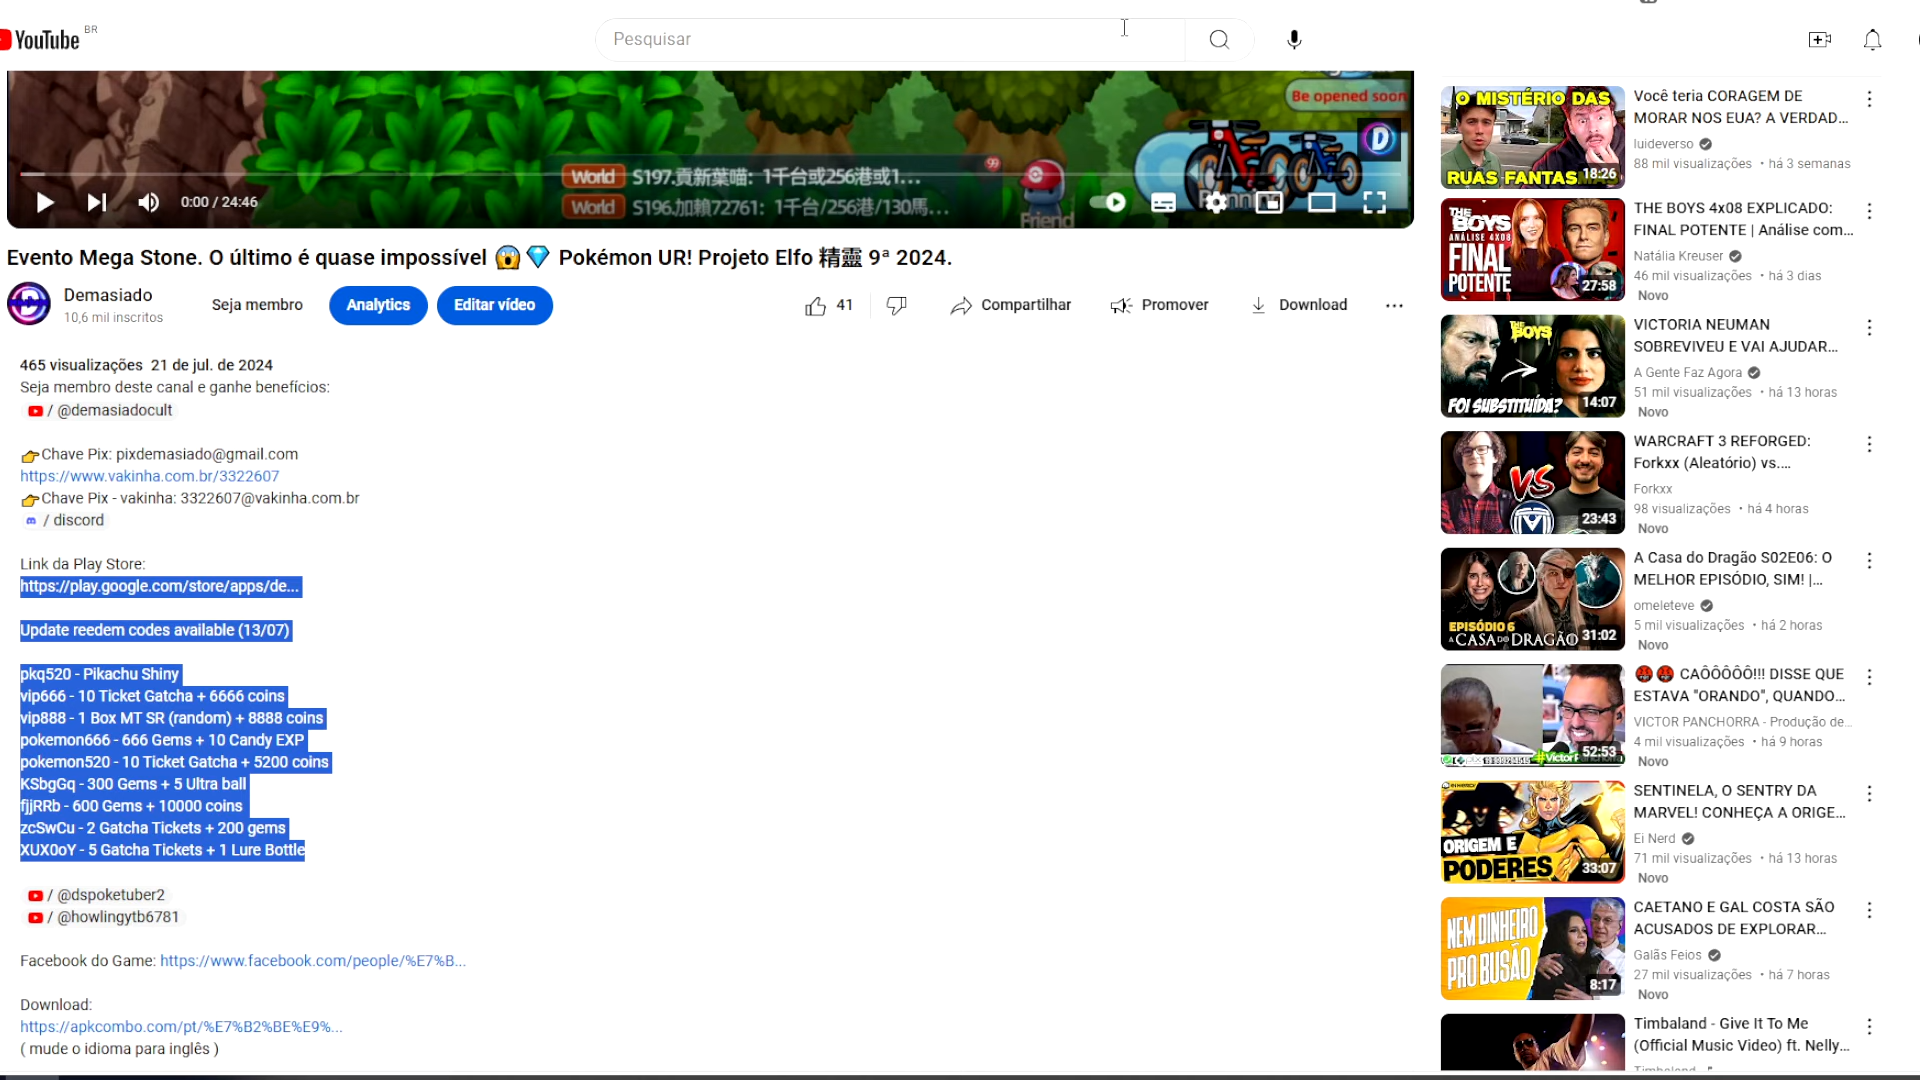 YouTube BR
Pesquisar
Be opened soon
World S197.貢新葉喵: 1千台或256港或1...
99
World S196.加賴72761: 1千台/256港/130馬...
Friend
0:00 / 24:46
Evento Mega Stone. O último é quase impossível 😱💎 Pokémon UR! Projeto Elfo 精靈 9ª 2024.
Demasiado
10,6 mil inscritos
Seja membro
Analytics
Editar vídeo
41
Compartilhar
Promover
Download
465 visualizações 21 de jul. de 2024
Seja membro deste canal e ganhe benefícios:
/ @demasiadocult
👉Chave Pix: pixdemasiado@gmail.com
https://www.vakinha.com.br/3322607
👉Chave Pix - vakinha: 3322607@vakinha.com.br
/ discord
Link da Play Store:
https://play.google.com/store/apps/de...
Update reedem codes available (13/07)
pkq520 - Pikachu Shiny
vip666 - 10 Ticket Gatcha + 6666 coins
vip888 - 1 Box MT SR (random) + 8888 coins
pokemon666 - 666 Gems + 10 Candy EXP
pokemon520 - 10 Ticket Gatcha + 5200 coins
KSbgGq - 300 Gems + 5 Ultra ball
fjjRRb - 600 Gems + 10000 coins
zcSwCu - 2 Gatcha Tickets + 200 gems
XUX0oY - 5 Gatcha Tickets + 1 Lure Bottle
/ @dspoketuber2
/ @howlingytb6781
Facebook do Game: https://www.facebook.com/people/%E7%B...
Download:
https://apkcombo.com/pt/%E7%B2%BE%E9%...
( mude o idioma para inglês )
O MISTÉRIO DAS
RUAS FANTAS
18:26
Você teria CORAGEM DE
MORAR NOS EUA? A VERDAD...
luideverso
88 mil visualizações • há 3 semanas
THE BOYS
ANÁLISE 4X08
FINAL
POTENTE
27:58
THE BOYS 4x08 EXPLICADO:
FINAL POTENTE | Análise com...
Natália Kreuser
46 mil visualizações • há 3 dias
Novo
THE BOYS
FOI SUBSTITUÍDA?
14:07
VICTORIA NEUMAN
SOBREVIVEU E VAI AJUDAR...
A Gente Faz Agora
51 mil visualizações • há 13 horas
Novo
VS
23:43
WARCRAFT 3 REFORGED:
Forkxx (Aleatório) vs....
Forkxx
98 visualizações • há 4 horas
Novo
EPISÓDIO 6
A CASA DO DRAGÃO
31:02
A Casa do Dragão S02E06: O
MELHOR EPISÓDIO, SIM! |...
omeleteve
5 mil visualizações • há 2 horas
Novo
52:53
🤬🤬 CAÔÔÔÔÔ!!! DISSE QUE
ESTAVA "ORANDO", QUANDO...
VICTOR PANCHORRA - Produção de...
4 mil visualizações • há 9 horas
Novo
ORIGEM E
PODERES
33:07
SENTINELA, O SENTRY DA
MARVEL! CONHEÇA A ORIGE...
Ei Nerd
71 mil visualizações • há 13 horas
Novo
NEM DINHEIRO
PRO BUSÃO
8:17
CAETANO E GAL COSTA SÃO
ACUSADOS DE EXPLORAR...
Galãs Feios
27 mil visualizações • há 7 horas
Novo
Timbaland - Give It To Me
(Official Music Video) ft. Nelly...